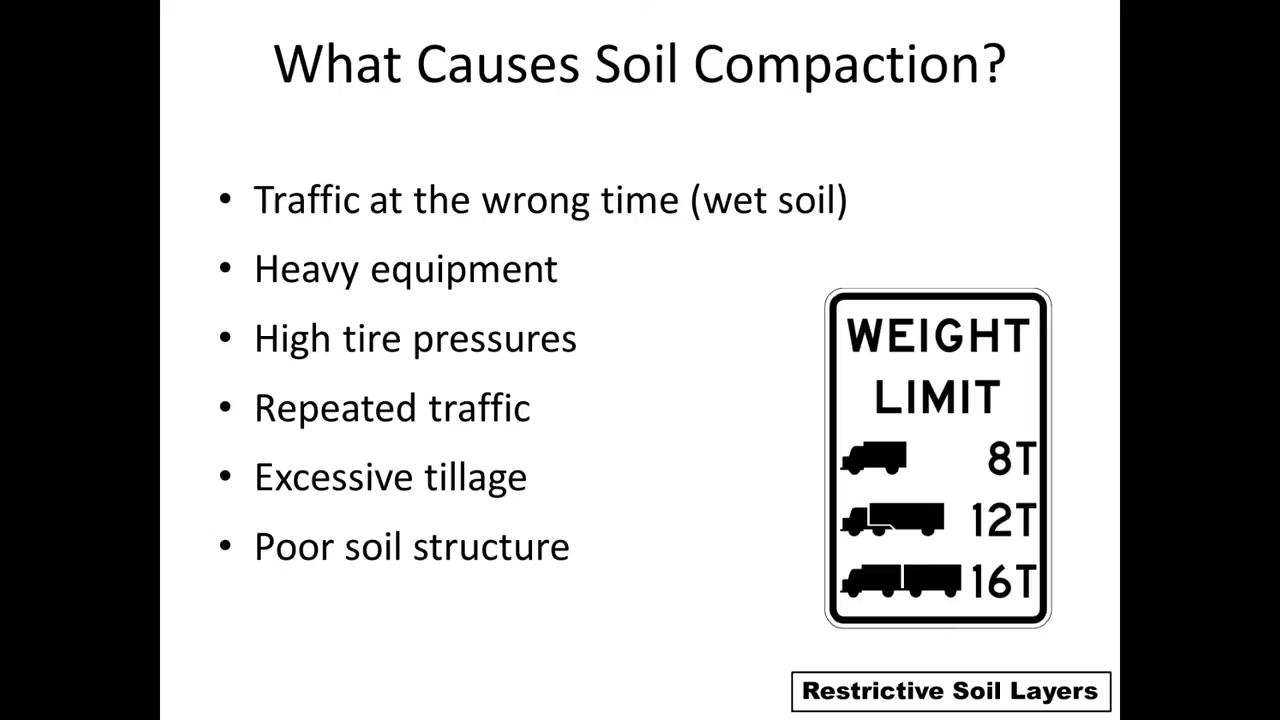 What Causes Soil Compaction?
• Traffic at the wrong time (wet soil)
• Heavy equipment
• High tire pressures
• Repeated traffic
• Excessive tillage
• Poor soil structure
WEIGHT
LIMIT
8T
12T
16T
Restrictive Soil Layers